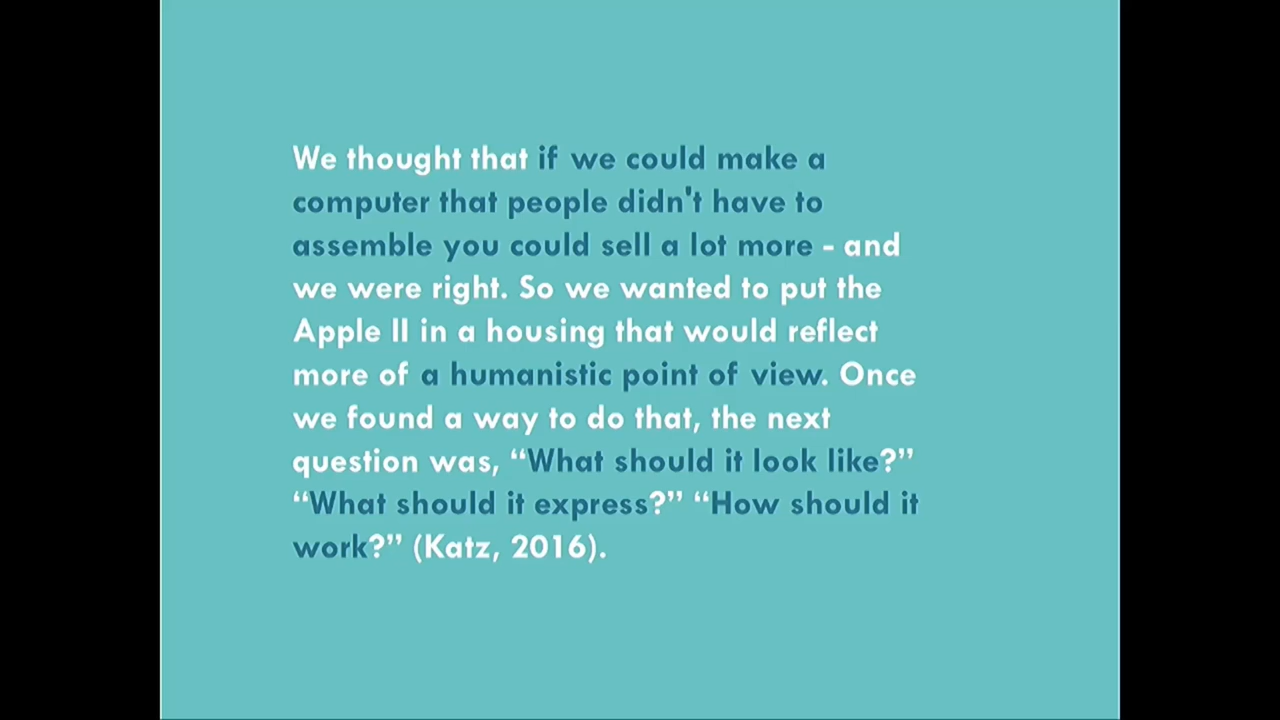 We thought that if we could make a
computer that people didn't have to
assemble you could sell a lot more - and
we were right. So we wanted to put the
Apple II in a housing that would reflect
more of a humanistic point of view. Once
we found a way to do that, the next
question was, “What should it look like?”
“What should it express?” “How should it
work?” (Katz, 2016).